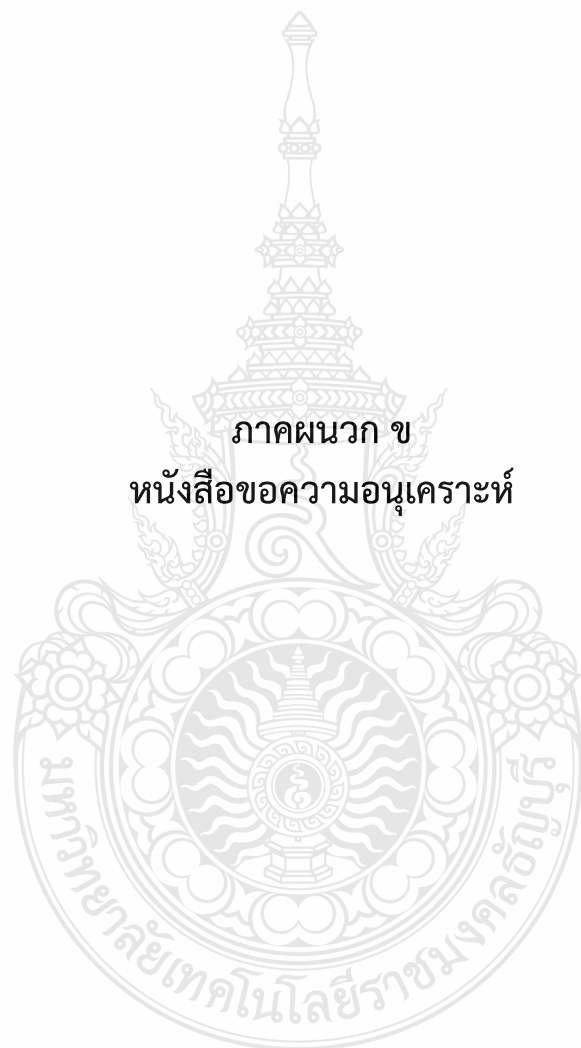 ภาคผนวก ข
หนังสือขอความอนุเคราะห์
มหาวิทยาลัยเทคโนโลยีราชมงคลธัญบุรี